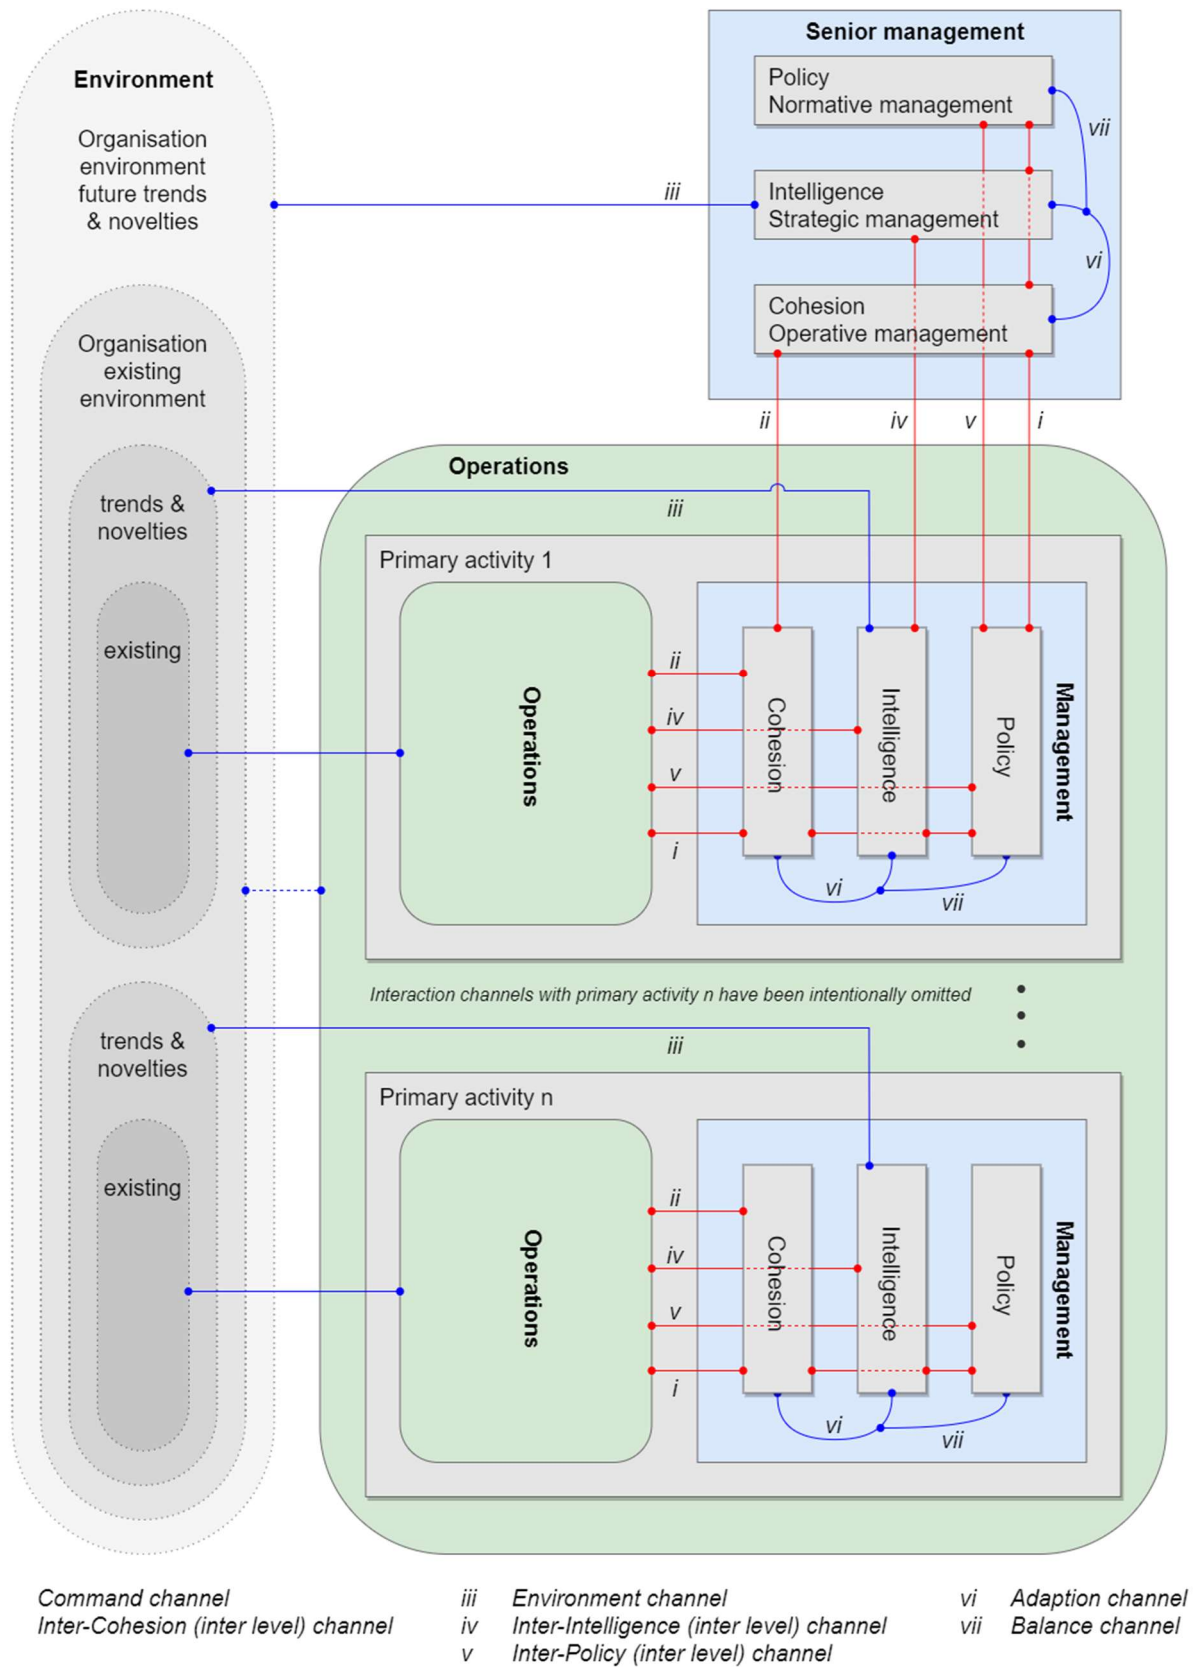 Senior management
Policy
Normative management
vii
Environment
Organisation
environment
future trends
& novelties
iii
Intelligence
Strategic management
vi
Cohesion
Operative management
Organisation
existing
environment
ii
iv
v
i
Operations
trends &
novelties
iii
Primary activity 1
existing
Operations
ii
iv
v
i
Cohesion
Intelligence
Policy
Management
vi
vii
Interaction channels with primary activity n have been intentionally omitted
trends &
novelties
iii
Primary activity n
existing
Operations
ii
iv
v
i
Cohesion
Intelligence
Policy
Management
vi
vii
Command channel
Inter-Cohesion (inter level) channel
iii Environment channel
iv Inter-Intelligence (inter level) channel
v Inter-Policy (inter level) channel
vi Adaption channel
vii Balance channel